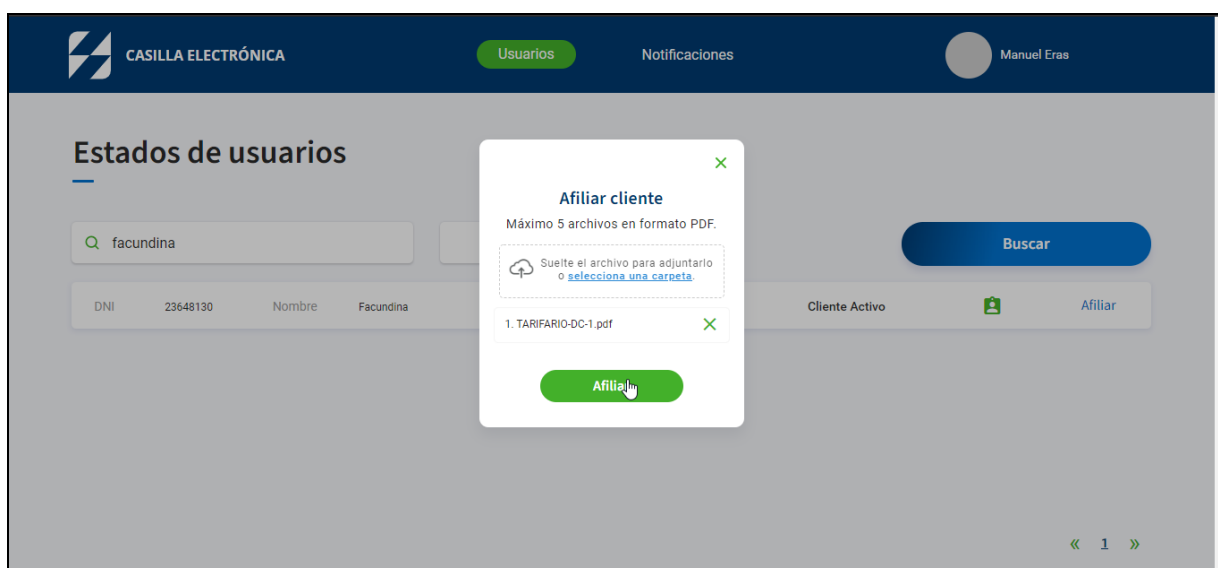 CASILLA ELECTRÓNICA
Usuarios
Notificaciones
Manuel Eras
Estados de usuarios
facundina
Buscar
DNI 23648130 Nombre Facundina Cliente Activo Afiliar
Afiliar cliente
Máximo 5 archivos en formato PDF.
Suelte el archivo para adjuntarlo
o selecciona una carpeta.
1. TARIFARIO-DC-1.pdf
Afiliar
« 1 »